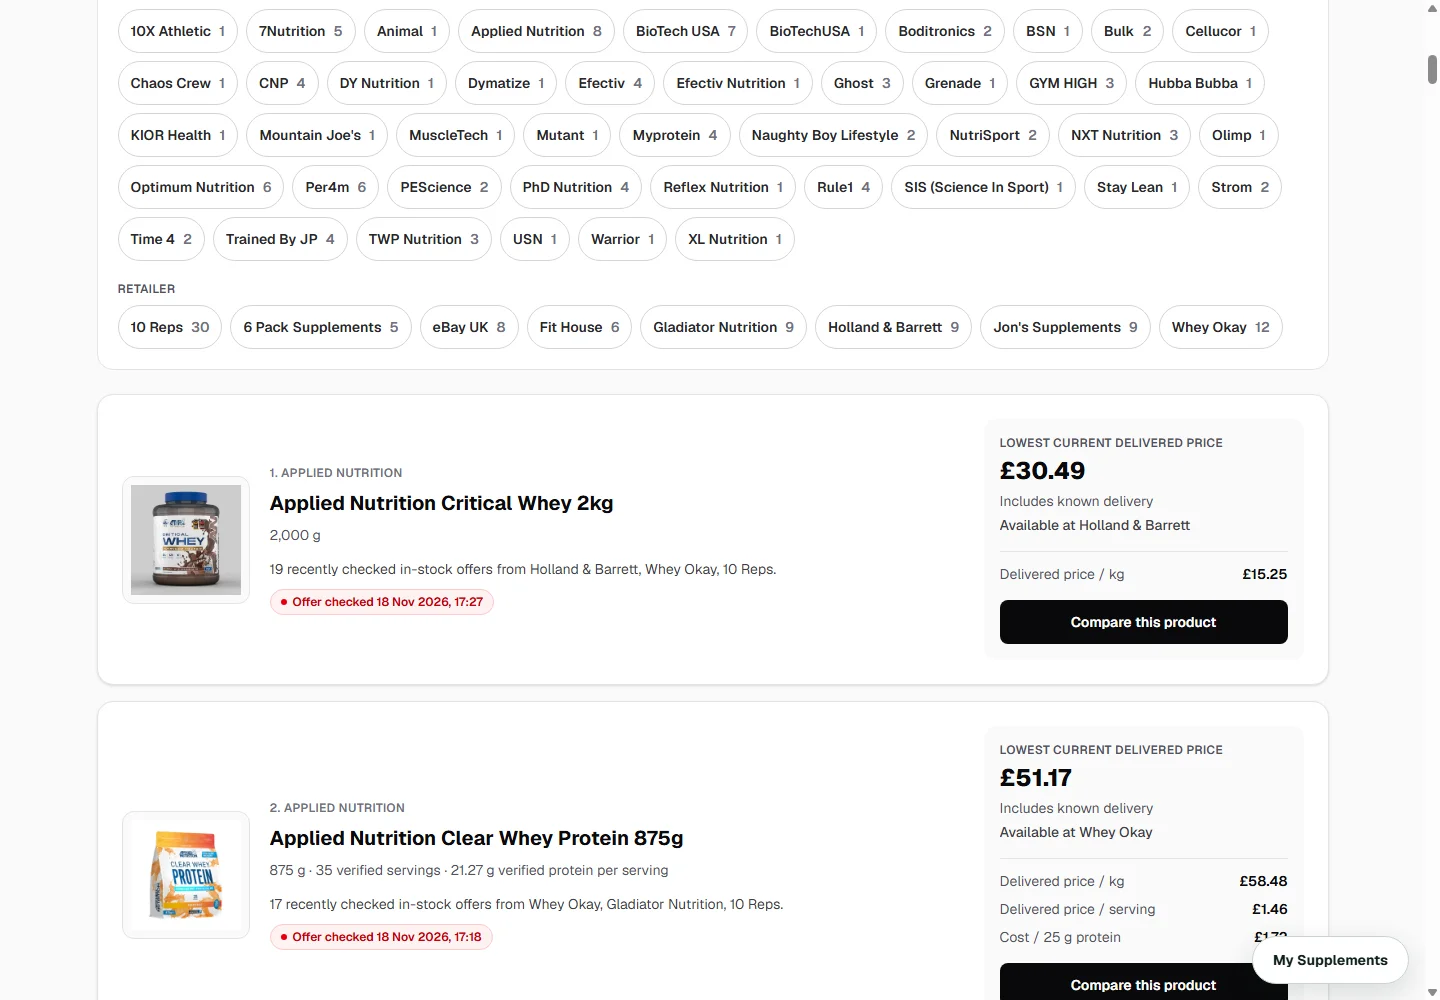 10X Athletic 1 7Nutrition 5 Animal 1 Applied Nutrition 8 BioTech USA 7 BioTechUSA 1 Boditronics 2 BSN 1 Bulk 2 Cellucor 1
Chaos Crew 1 CNP 4 DY Nutrition 1 Dymatize 1 Efectiv 4 Efectiv Nutrition 1 Ghost 3 Grenade 1 GYM HIGH 3 Hubba Bubba 1
KIOR Health 1 Mountain Joe's 1 MuscleTech 1 Mutant 1 Myprotein 4 Naughty Boy Lifestyle 2 NutriSport 2 NXT Nutrition 3 Olimp 1
Optimum Nutrition 6 Per4m 6 PEScience 2 PhD Nutrition 4 Reflex Nutrition 1 Rule1 4 SIS (Science In Sport) 1 Stay Lean 1 Strom 2
Time 4 2 Trained By JP 4 TWP Nutrition 3 USN 1 Warrior 1 XL Nutrition 1
RETAILER
10 Reps 30 6 Pack Supplements 5 eBay UK 8 Fit House 6 Gladiator Nutrition 9 Holland & Barrett 9 Jon's Supplements 9 Whey Okay 12
CRITICAL
WHEY
1. APPLIED NUTRITION
Applied Nutrition Critical Whey 2kg
2,000 g
19 recently checked in-stock offers from Holland & Barrett, Whey Okay, 10 Reps.
Offer checked 18 Nov 2026, 17:27
LOWEST CURRENT DELIVERED PRICE
£30.49
Includes known delivery
Available at Holland & Barrett
Delivered price / kg £15.25
Compare this product
CLEAR WHEY
PROTEIN
2. APPLIED NUTRITION
Applied Nutrition Clear Whey Protein 875g
875 g · 35 verified servings · 21.27 g verified protein per serving
17 recently checked in-stock offers from Whey Okay, Gladiator Nutrition, 10 Reps.
Offer checked 18 Nov 2026, 17:18
LOWEST CURRENT DELIVERED PRICE
£51.17
Includes known delivery
Available at Whey Okay
Delivered price / kg £58.48
Delivered price / serving £1.46
Cost / 25 g protein
Compare this product
My Supplements